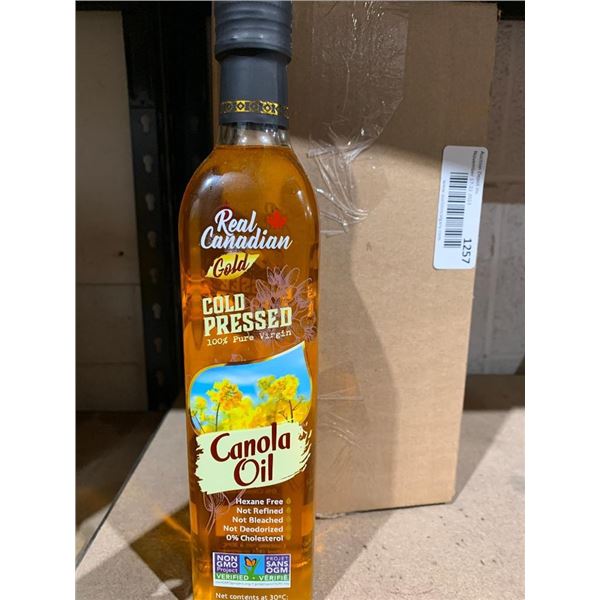 Real
Canadian
Gold
COLD
PRESSED
100% Pure Virgin
Canola
Oil
Hexane Free
Not Refined
Not Bleached
Not Deodorized
0% Cholesterol
NON
GMO
Project
VERIFIED
PROJET
SANS
OGM
VÉRIFIÉ
Net contents at 30°C:
1257